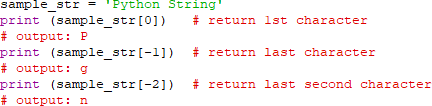 sample_str = 'Python String'
print (sample_str[0])   # return 1st character
# output: P
print (sample_str[-1])  # return last character
# output: g
print (sample_str[-2])  # return last second character
# output: n